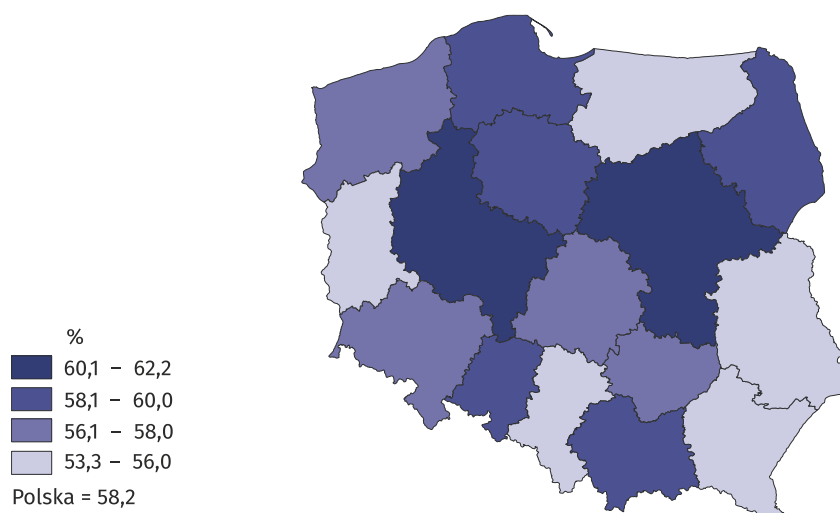 %
60,1 – 62,2
58,1 – 60,0
56,1 – 58,0
53,3 – 56,0
Polska = 58,2